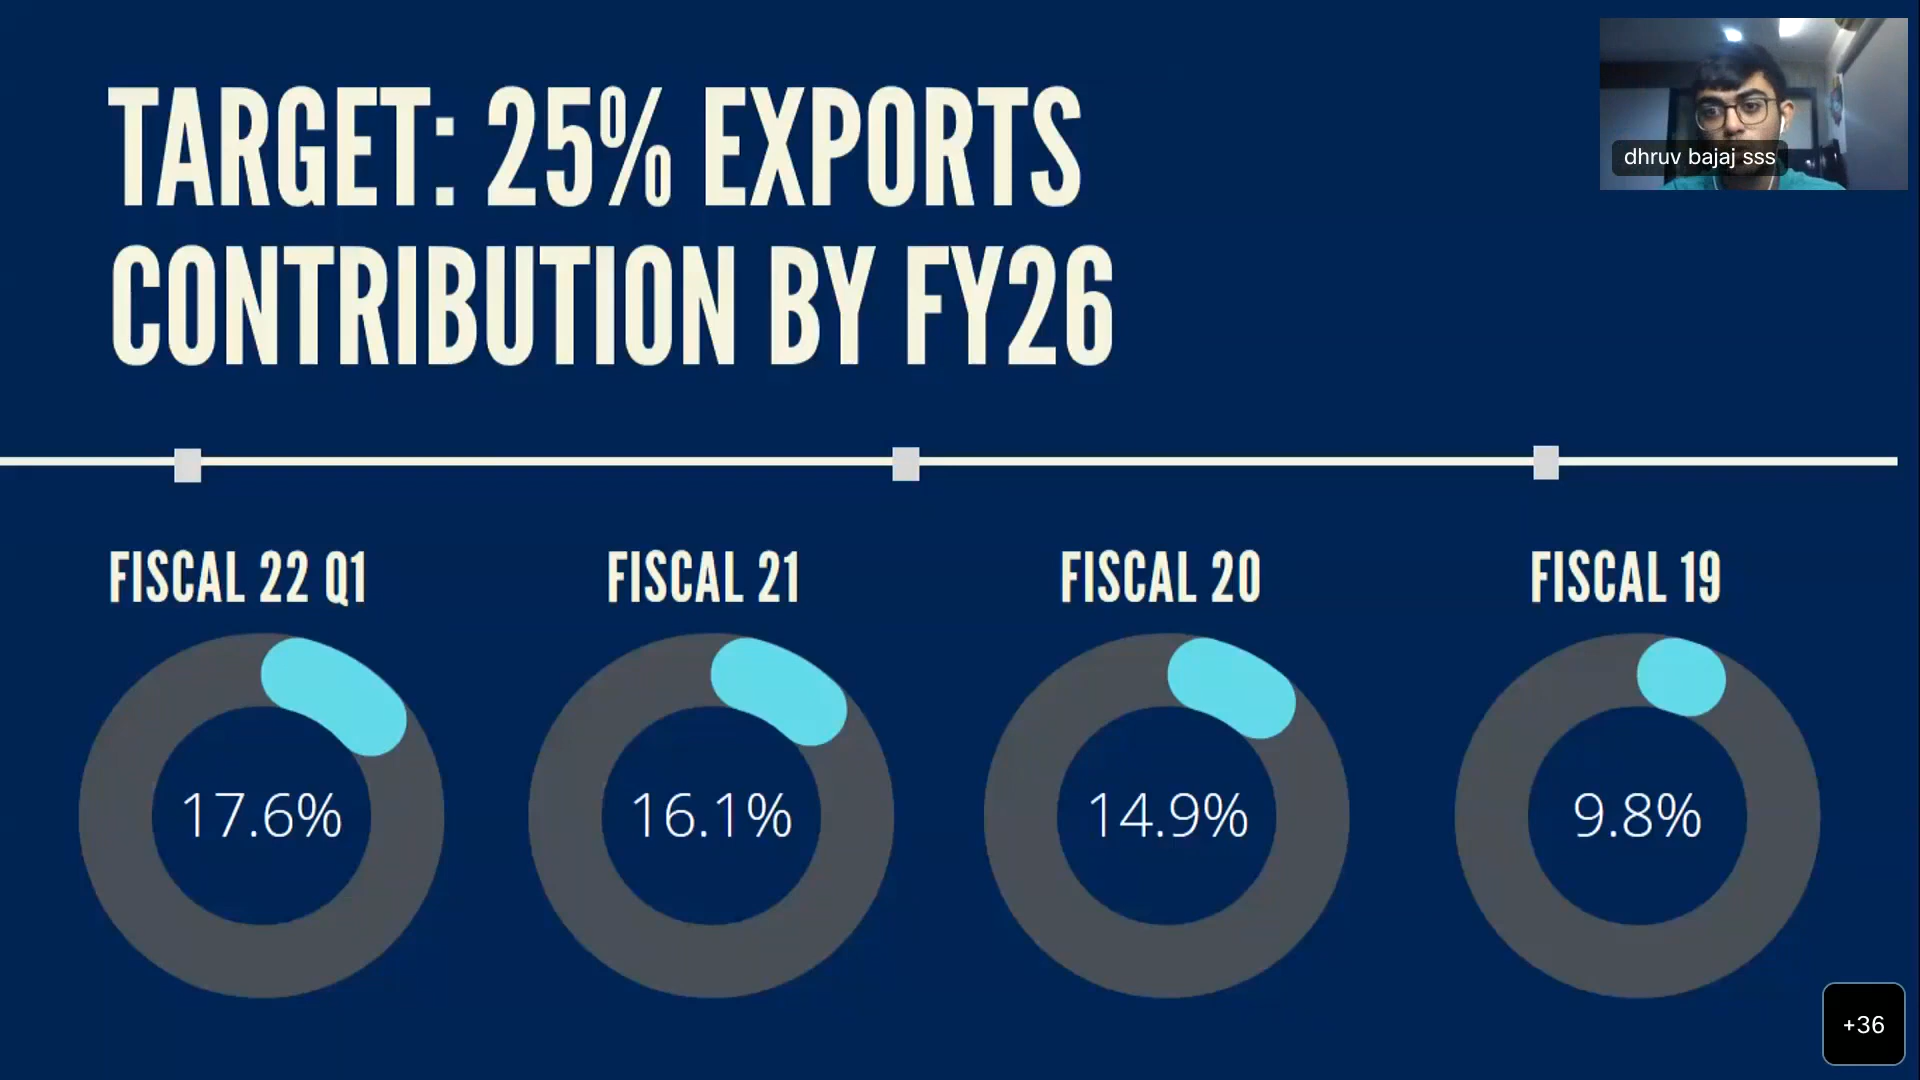 TARGET: 25% EXPORTS
CONTRIBUTION BY FY26
dhruv bajaj sss
FISCAL 22 Q1
FISCAL 21
FISCAL 20
FISCAL 19
17.6%
16.1%
14.9%
9.8%
+36